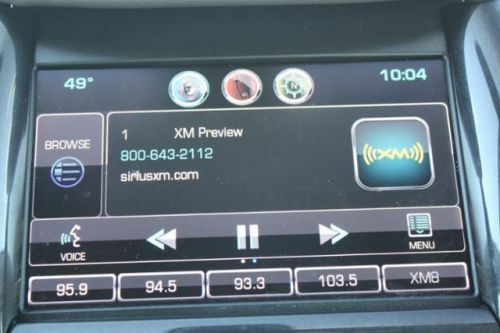 49° 10:04
BROWSE
1 XM Preview
800-643-2112
siriusxm.com
((XM))
VOICE
MENU
95.9 94.5 93.3 103.5 XM8